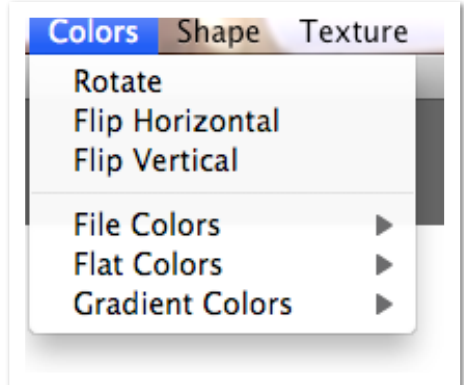 Colors Shape Texture
Rotate
Flip Horizontal
Flip Vertical
File Colors
Flat Colors
Gradient Colors